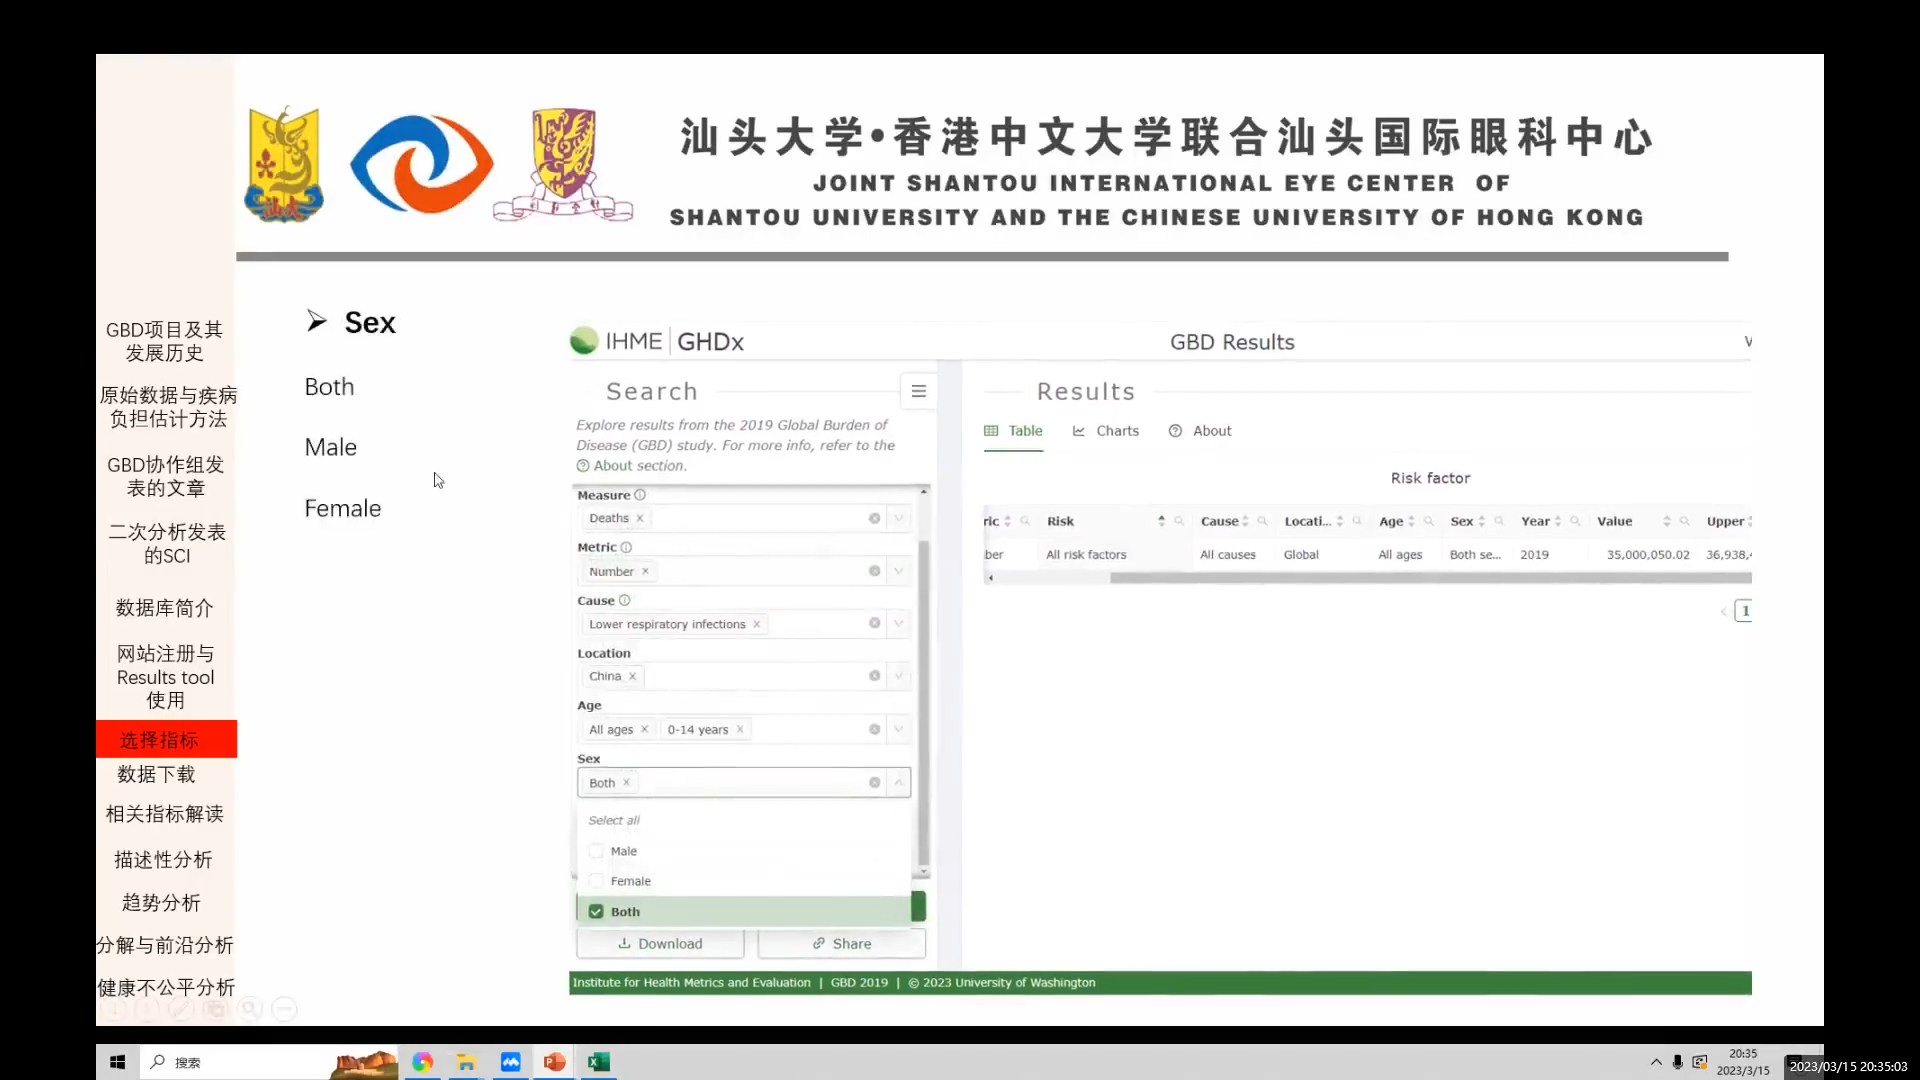 汕头大学•香港中文大学联合汕头国际眼科中心
JOINT SHANTOU INTERNATIONAL EYE CENTER OF
SHANTOU UNIVERSITY AND THE CHINESE UNIVERSITY OF HONG KONG
汕大
GBD项目及其
发展历史
原始数据与疾病
负担估计方法
GBD协作组发
表的文章
二次分析发表
的SCI
数据库简介
网站注册与
Results tool
使用
选择指标
数据下载
相关指标解读
描述性分析
趋势分析
分解与前沿分析
健康不公平分析
➢ Sex
Both
Male
Female
IHME | GHDx
GBD Results
Search
Explore results from the 2019 Global Burden of
Disease (GBD) study. For more info, refer to the
About section.
Measure
Deaths ×
Metric
Number ×
Cause
Lower respiratory infections ×
Location
China ×
Age
All ages × 0-14 years ×
Sex
Both ×
Select all
Male
Female
Both
Download Share
Results
Table Charts About
Risk factor
ric Risk Cause Locati... Age Sex Year Value Upper
ber All risk factors All causes Global All ages Both se... 2019 35,000,050.02 36,938,
1
Institute for Health Metrics and Evaluation | GBD 2019 | © 2023 University of Washington
搜索
20:35
2023/3/15
2023/03/15 20:35:03